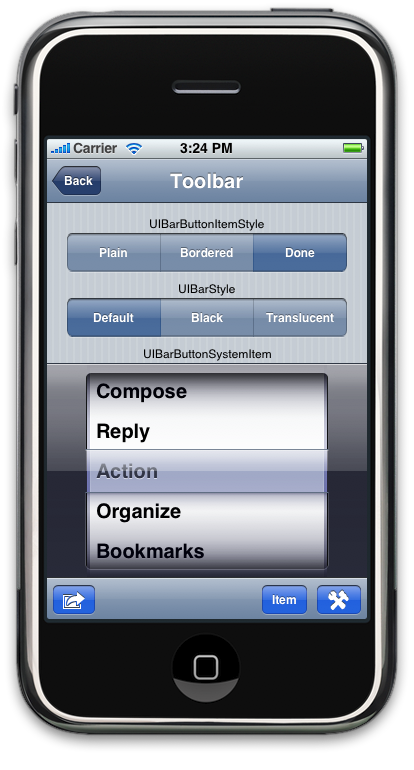 Carrier 3:24 PM
Back Toolbar
UIBarButtonItemStyle
Plain Bordered Done
UIBarStyle
Default Black Translucent
UIBarButtonSystemItem
Compose
Reply
Action
Organize
Bookmarks
Item